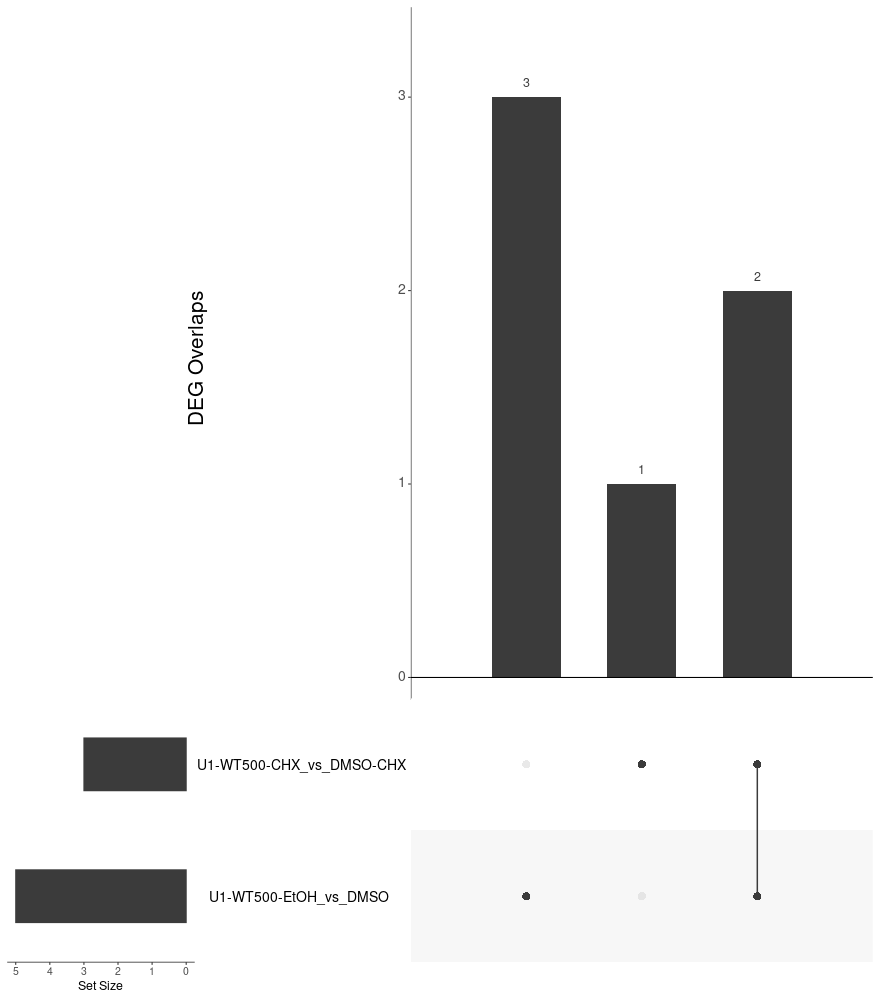 3
3
2
2
DEG Overlaps
1
1
0
U1-WT500-CHX_vs_DMSO-CHX
U1-WT500-EtOH_vs_DMSO
5 4 3 2 1 0
Set Size